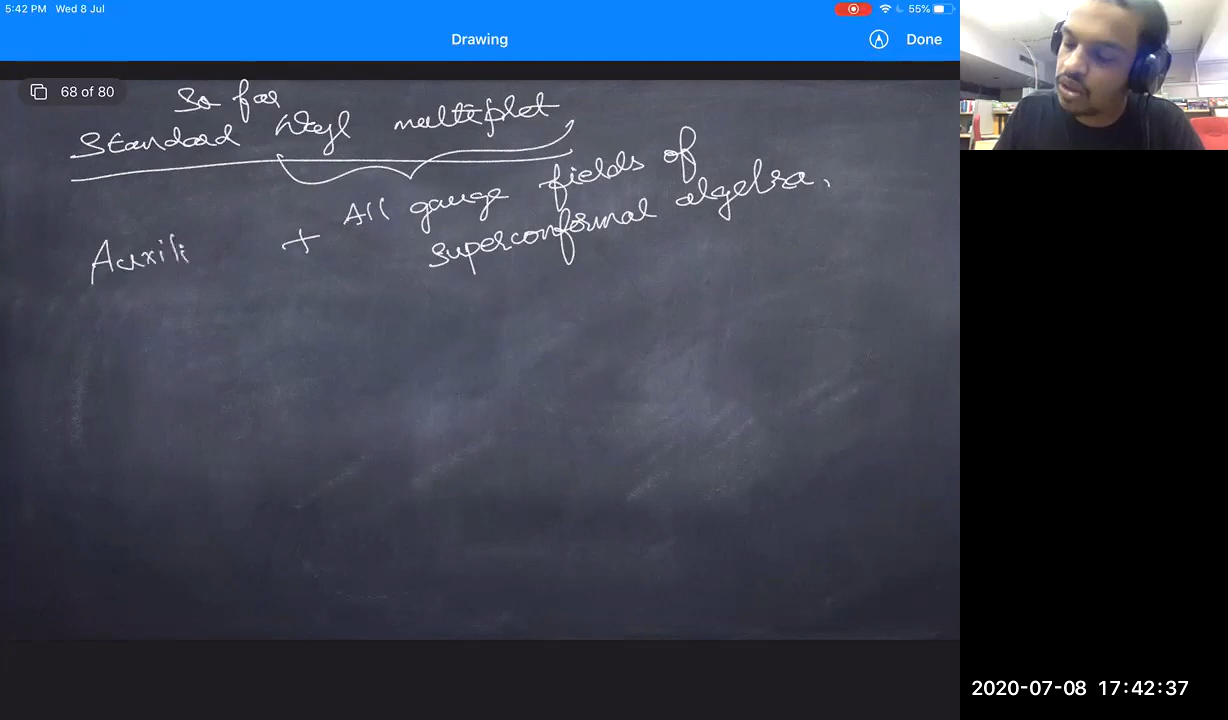 5:42 PM Wed 8 Jul
55%
Drawing
Done
68 of 80
So far
Standard Weyl multiplet
All gauge fields of
superconformal algebra.
Auxili +
2020-07-08 17:42:37